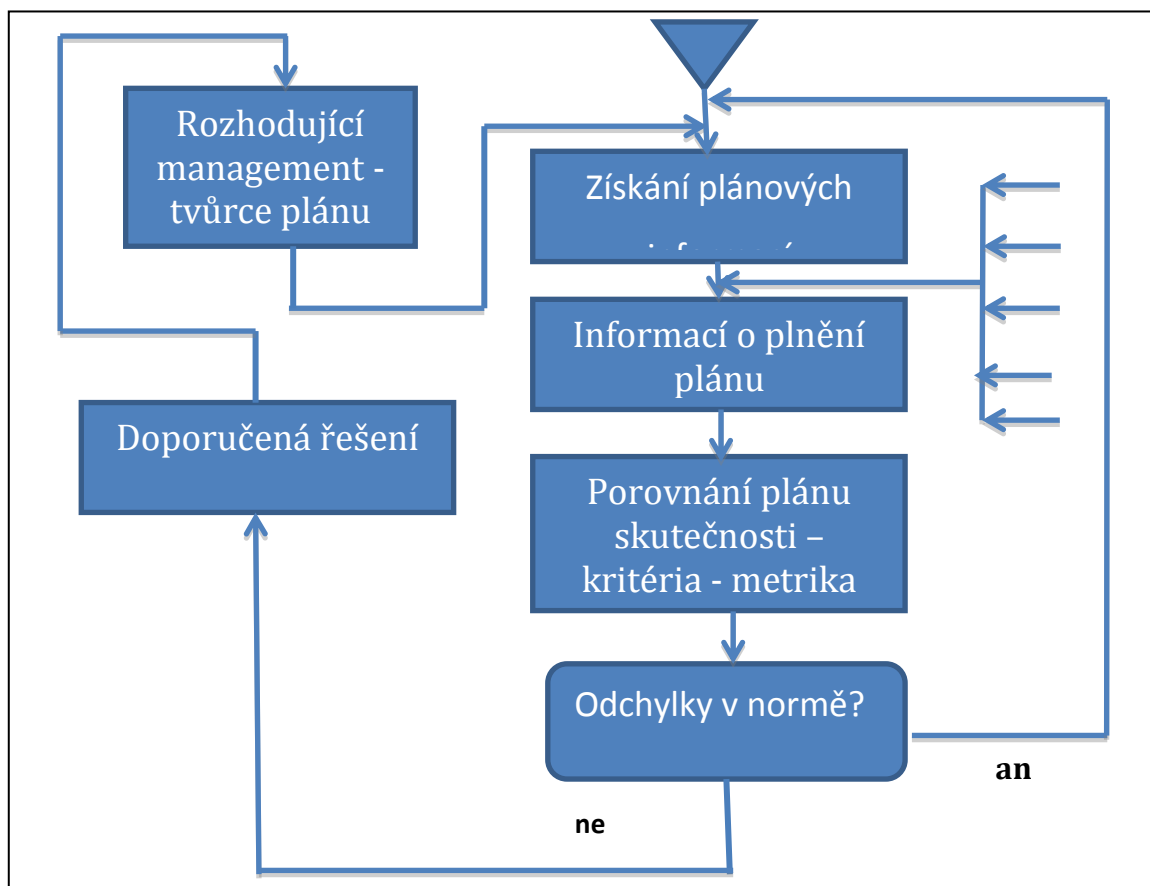 Rozhodující
management -
tvůrce plánu
Získání plánových
Informací o plnění
plánu
Doporučená řešení
Porovnání plánu
skutečnosti –
kritéria - metrika
Odchylky v normě?
an
ne